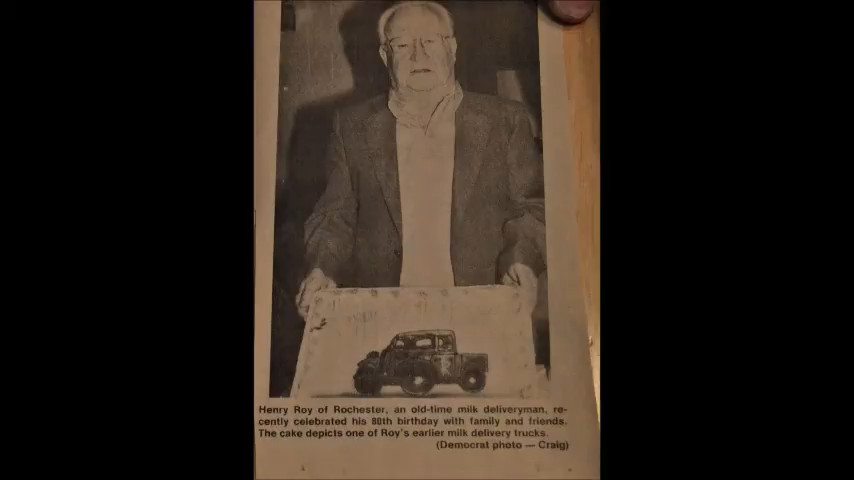 Henry Roy of Rochester, an old-time milk deliveryman, re-
cently celebrated his 80th birthday with family and friends.
The cake depicts one of Roy's earlier milk delivery trucks.
(Democrat photo — Craig)